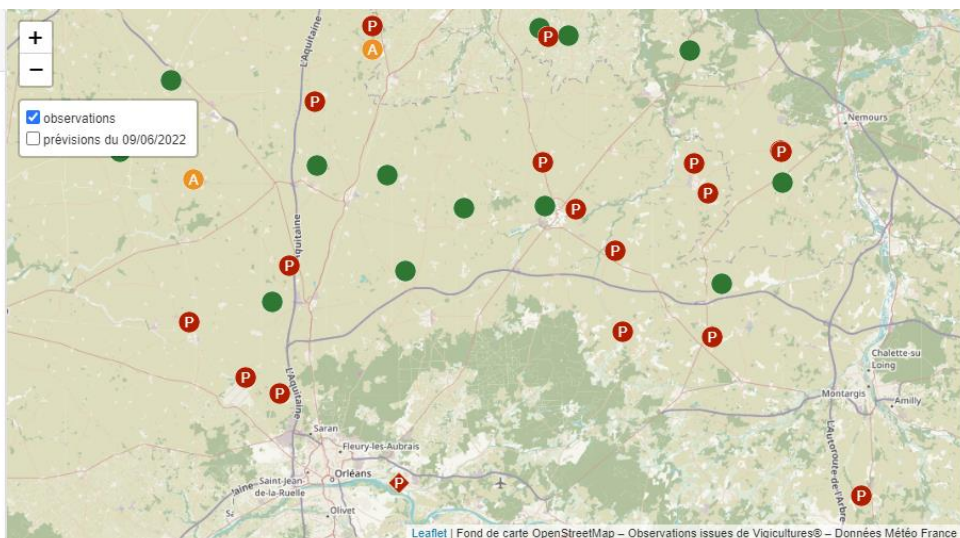 +
−
observations
prévisions du 09/06/2022
L'Aquitaine
P
A
P
P
Nemours
P
P
P
A
P
P
L'Aquitaine
P
P
P
P
P
Chalette-su
Loing
P
L'Aquitaine
P
Montargis
Amilly
Saran
Fleury-les-Aubrais
L'Autoroute de l'Arbre
Saint-Jean-
de-la-Ruelle
Orléans
P
laine
P
Olivet
Leaflet | Fond de carte OpenStreetMap – Observations issues de Vigicultures® – Données Météo France